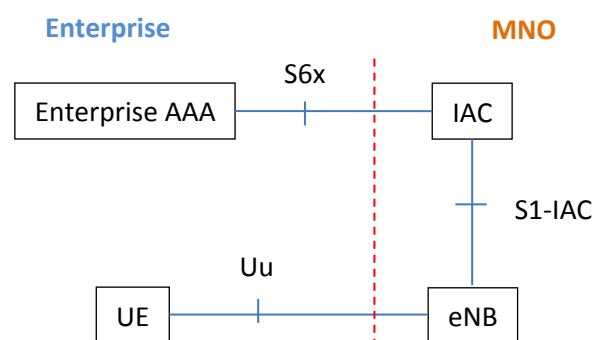 Enterprise
MNO
S6x
Enterprise AAA
IAC
S1-IAC
Uu
UE
eNB